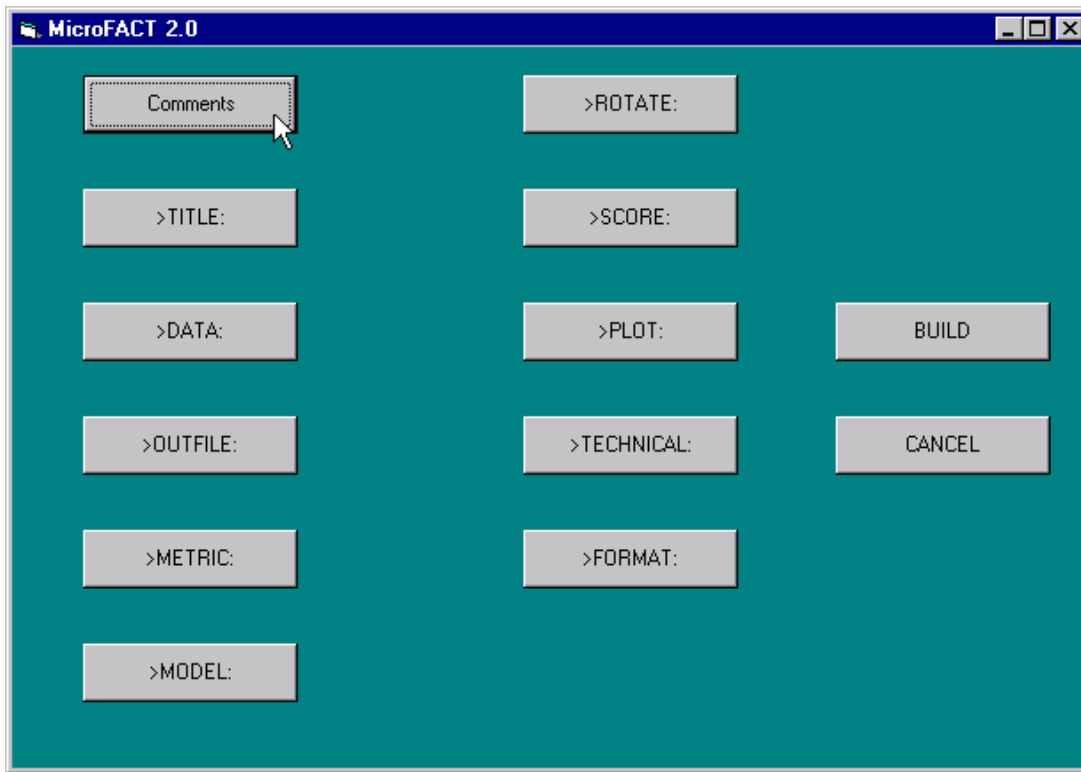 MicroFACT 2.0
Comments
>TITLE:
>DATA:
>OUTFILE:
>METRIC:
>MODEL:
>ROTATE:
>SCORE:
>PLOT:
>TECHNICAL:
>FORMAT:
BUILD
CANCEL